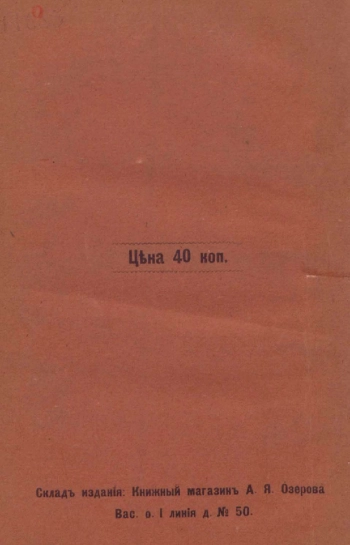 Цѣна 40 коп.
Складъ изданія: Книжный магазинъ А. Я. Озерова
Вас. о. I линія д. № 50.